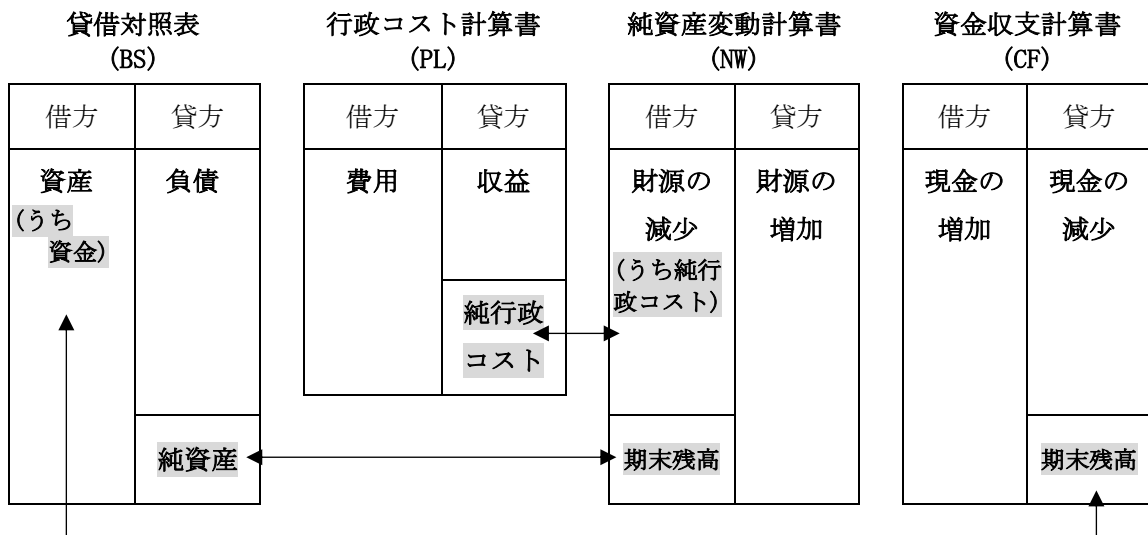 貸借対照表
(BS)
行政コスト計算書
(PL)
純資産変動計算書
(NW)
資金収支計算書
(CF)
借方
貸方
資産
(うち
資金)
負債
純資産
借方
貸方
費用
収益
純行政
コスト
借方
貸方
財源の
減少
(うち純行
政コスト)
期末残高
財源の
増加
借方
貸方
現金の
増加
現金の
減少
期末残高